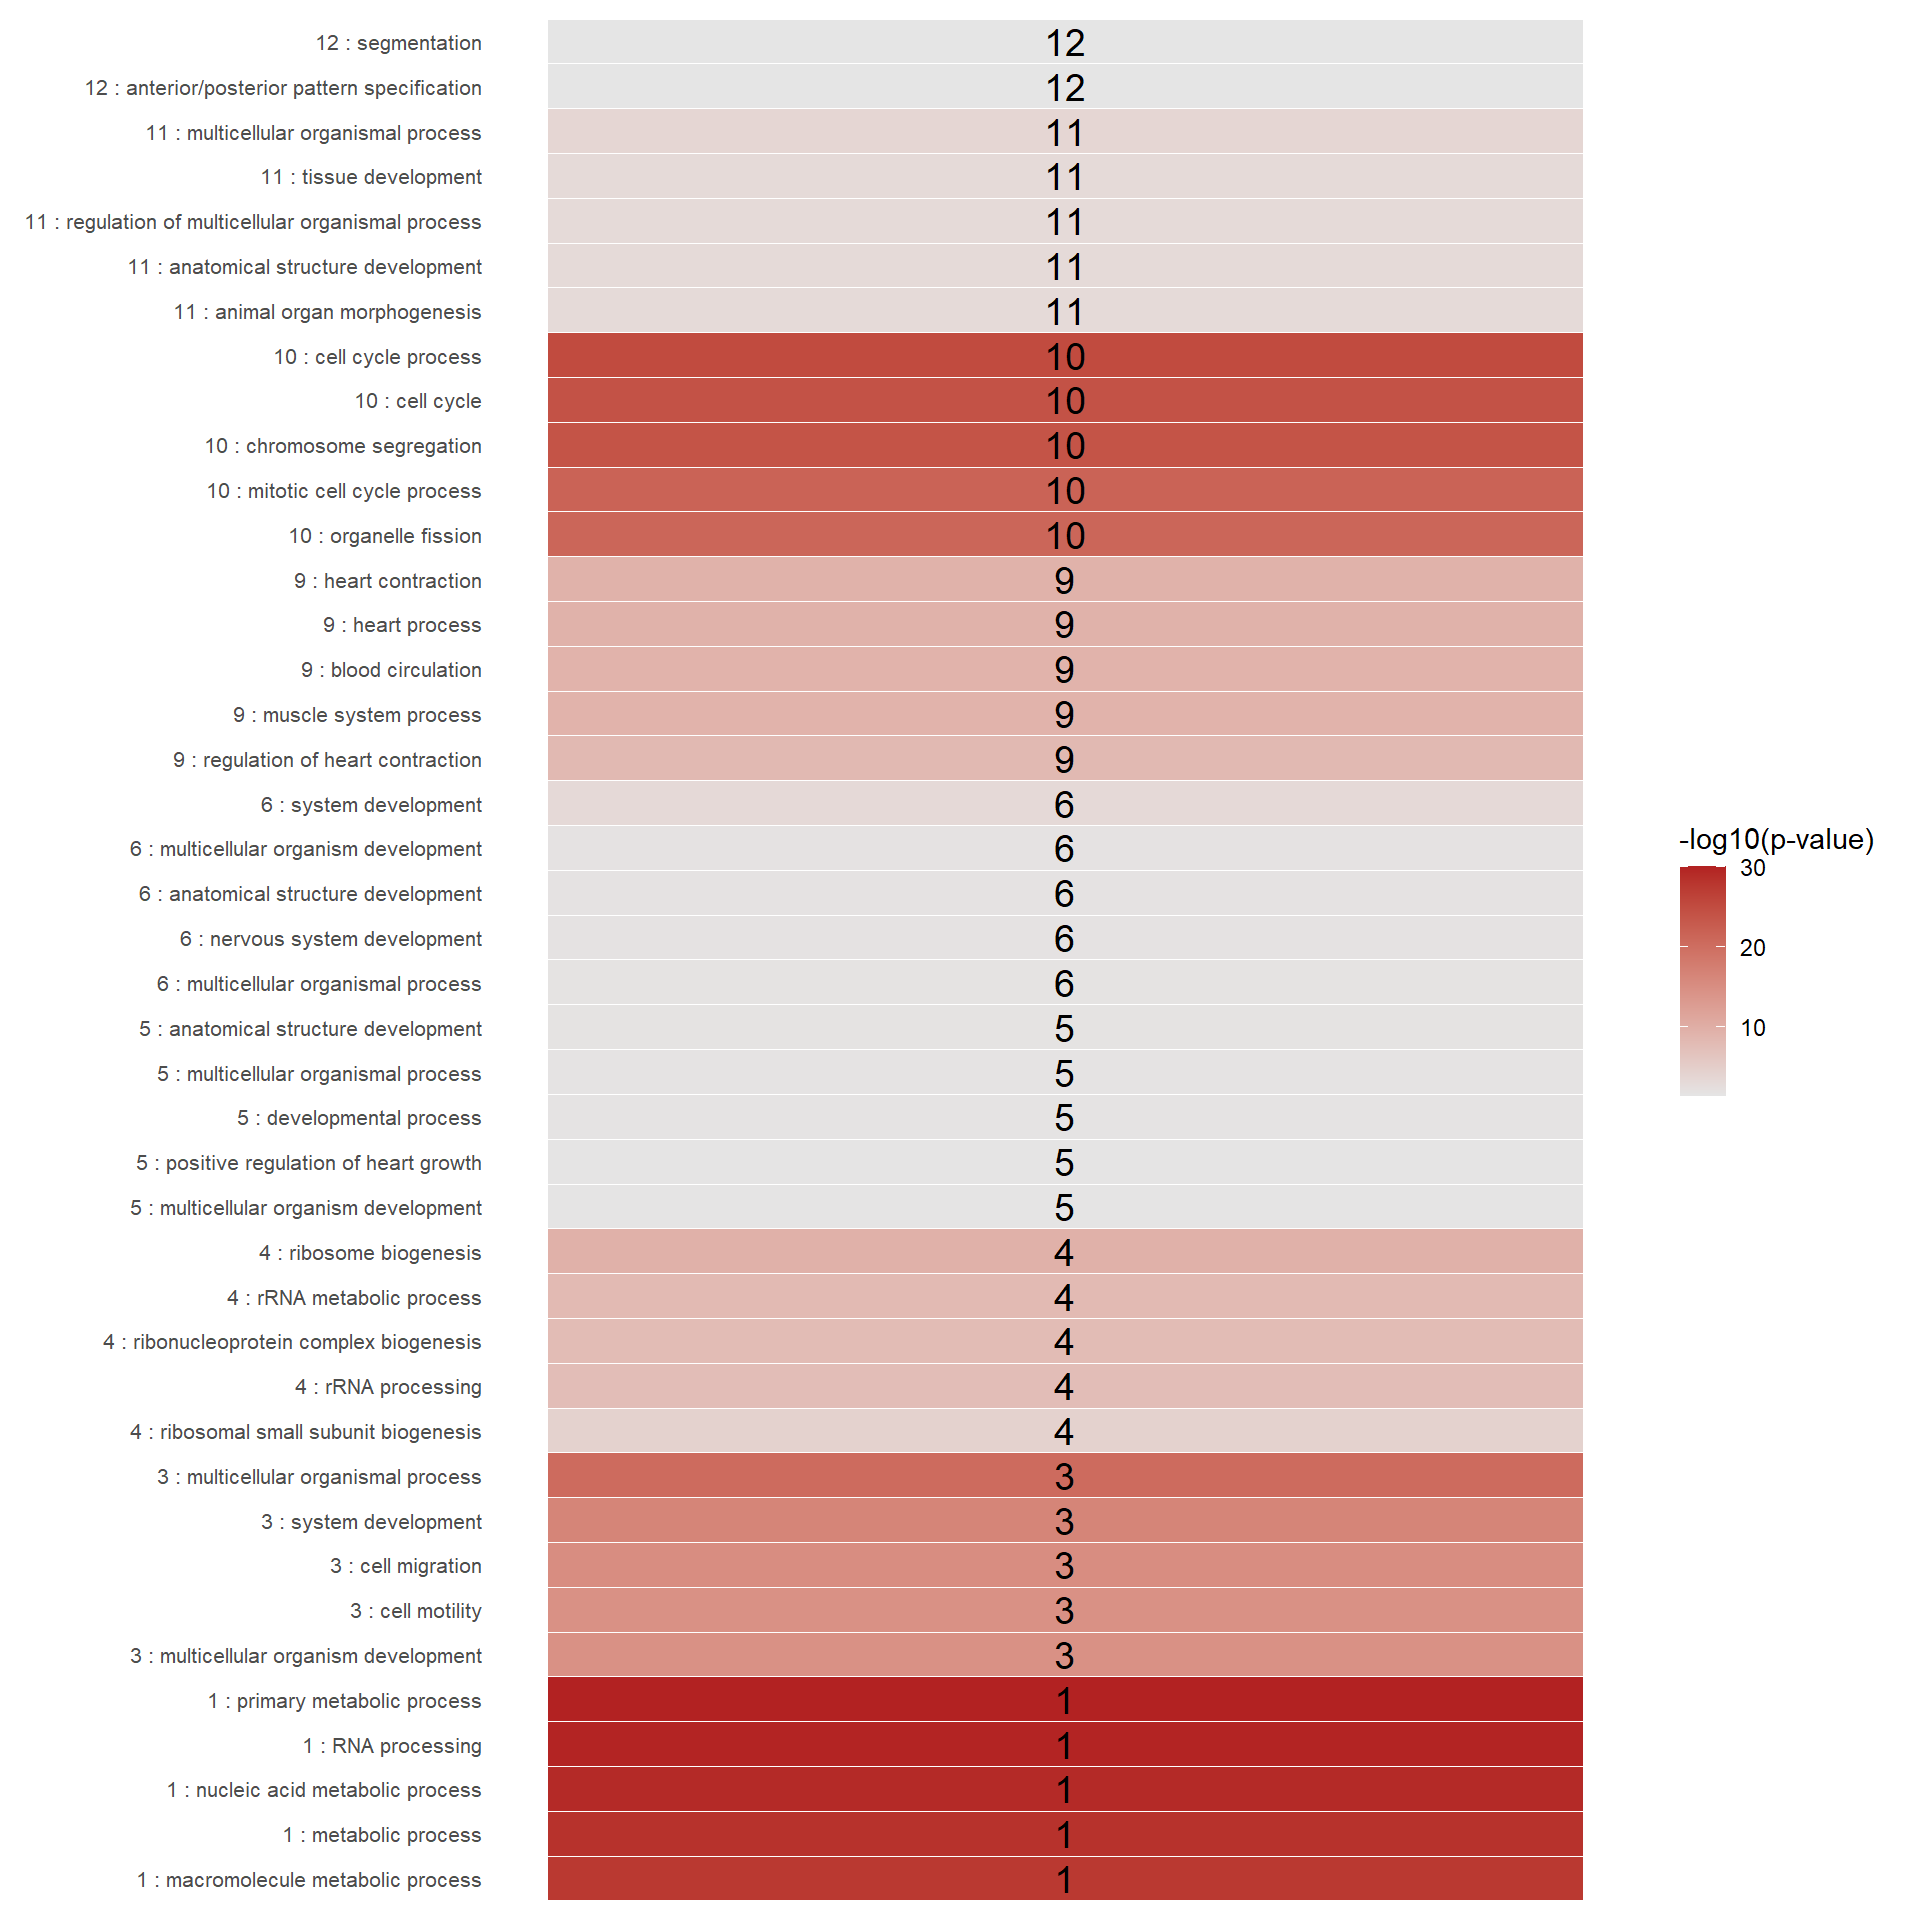 12 : segmentation 12
12 : anterior/posterior pattern specification 12
11 : multicellular organismal process 11
11 : tissue development 11
11 : regulation of multicellular organismal process 11
11 : anatomical structure development 11
11 : animal organ morphogenesis 11
10 : cell cycle process 10
10 : cell cycle 10
10 : chromosome segregation 10
10 : mitotic cell cycle process 10
10 : organelle fission 10
9 : heart contraction 9
9 : heart process 9
9 : blood circulation 9
9 : muscle system process 9
9 : regulation of heart contraction 9
6 : system development 6
6 : multicellular organism development 6
6 : anatomical structure development 6
6 : nervous system development 6
6 : multicellular organismal process 6
5 : anatomical structure development 5
5 : multicellular organismal process 5
5 : developmental process 5
5 : positive regulation of heart growth 5
5 : multicellular organism development 5
4 : ribosome biogenesis 4
4 : rRNA metabolic process 4
4 : ribonucleoprotein complex biogenesis 4
4 : rRNA processing 4
4 : ribosomal small subunit biogenesis 4
3 : multicellular organismal process 3
3 : system development 3
3 : cell migration 3
3 : cell motility 3
3 : multicellular organism development 3
1 : primary metabolic process 1
1 : RNA processing 1
1 : nucleic acid metabolic process 1
1 : metabolic process 1
1 : macromolecule metabolic process 1
-log10(p-value)
30
20
10